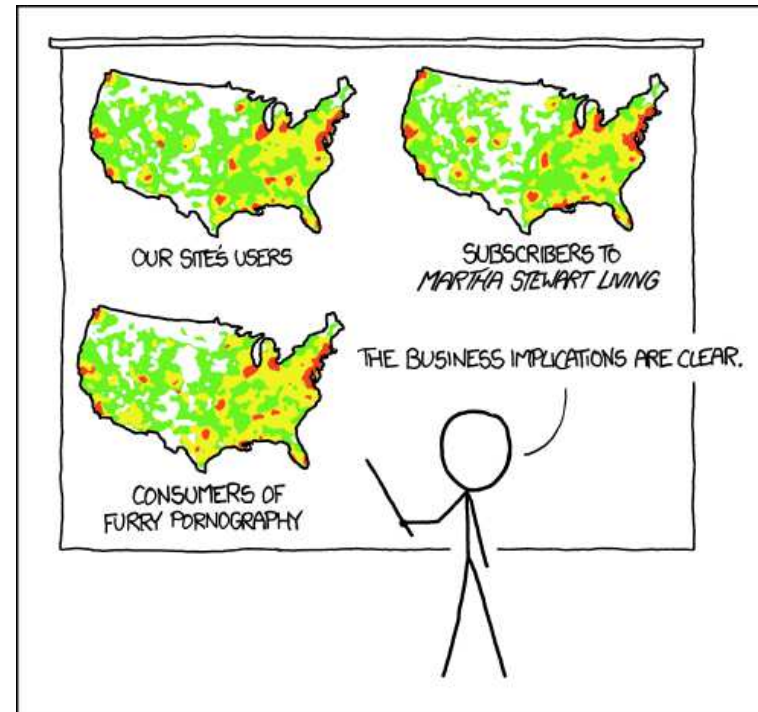 OUR SITE'S USERS
SUBSCRIBERS TO
MARTHA STEWART LIVING
CONSUMERS OF
FURRY PORNOGRAPHY
THE BUSINESS IMPLICATIONS ARE CLEAR.